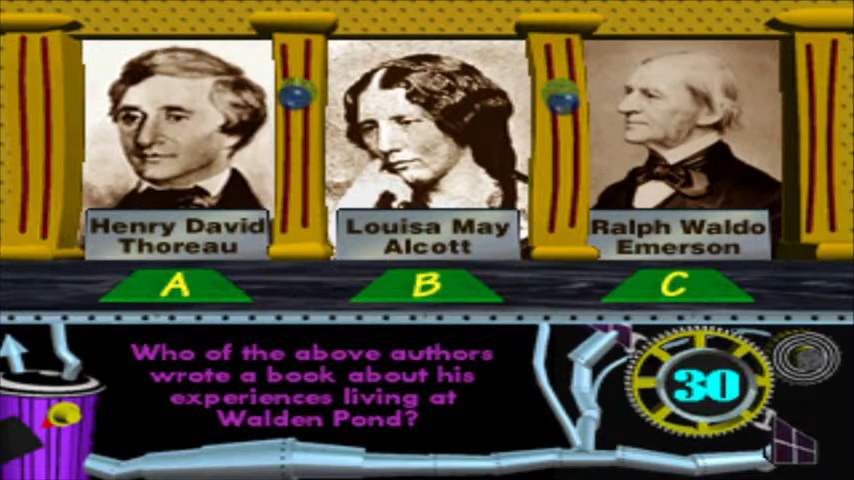 Henry David
Thoreau
Louisa May
Alcott
Ralph Waldo
Emerson
A
B
C
Who of the above authors
wrote a book about his
experiences living at
Walden Pond?
30